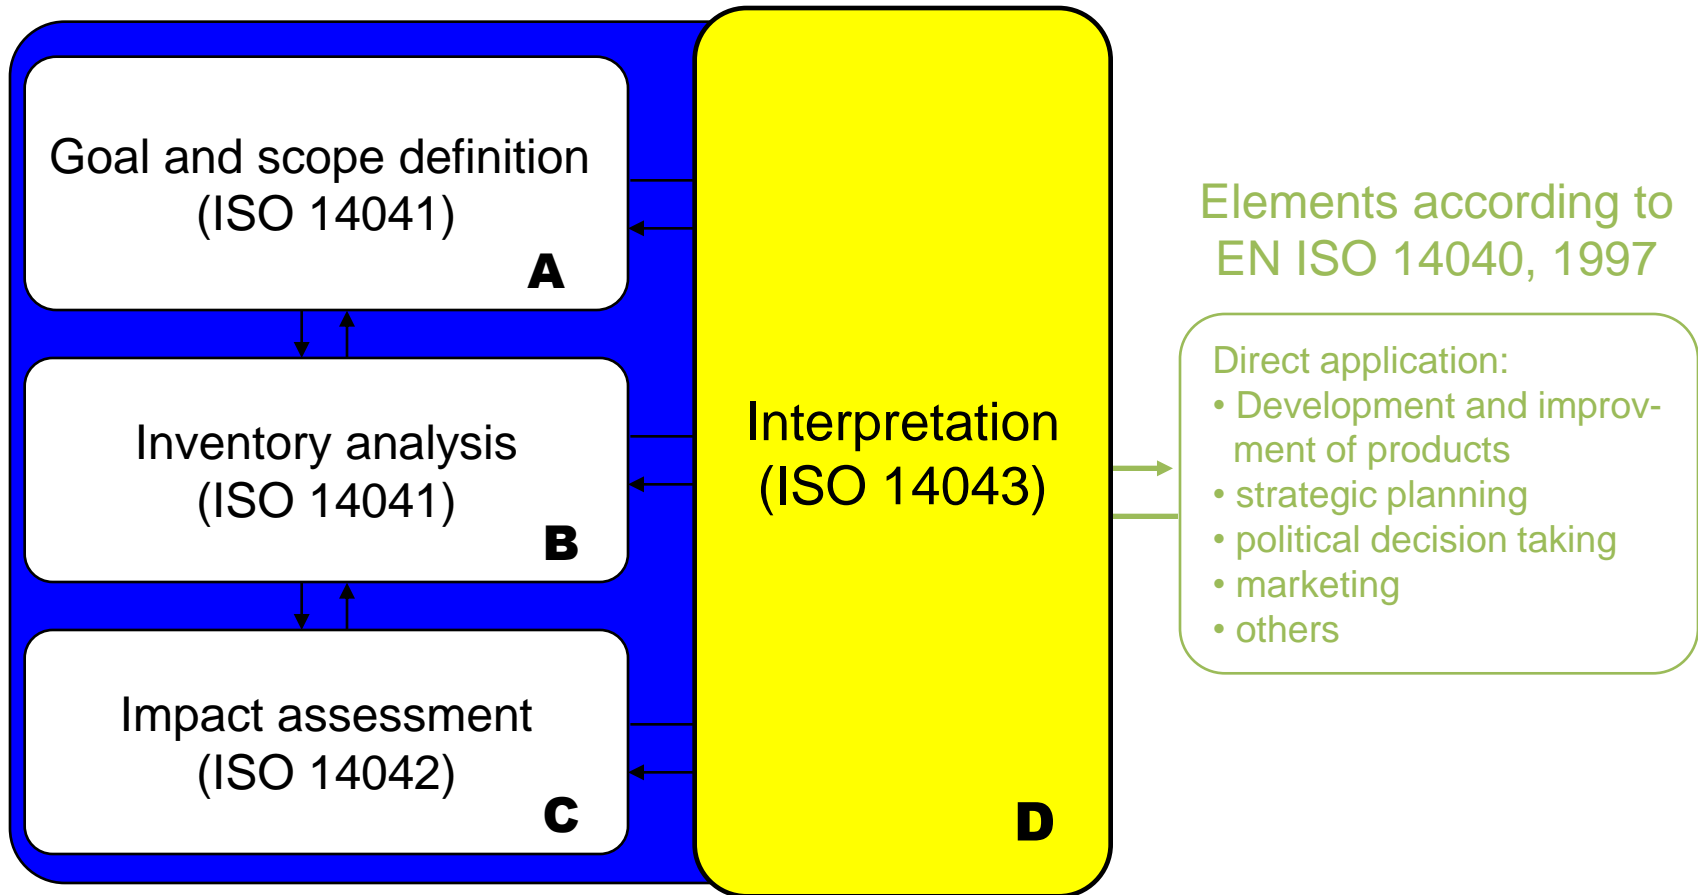 Goal and scope definition
(ISO 14041)
A
Inventory analysis
(ISO 14041)
B
Impact assessment
(ISO 14042)
C
Interpretation
(ISO 14043)
D
Elements according to
EN ISO 14040, 1997
Direct application:
• Development and improv-
ment of products
• strategic planning
• political decision taking
• marketing
• others